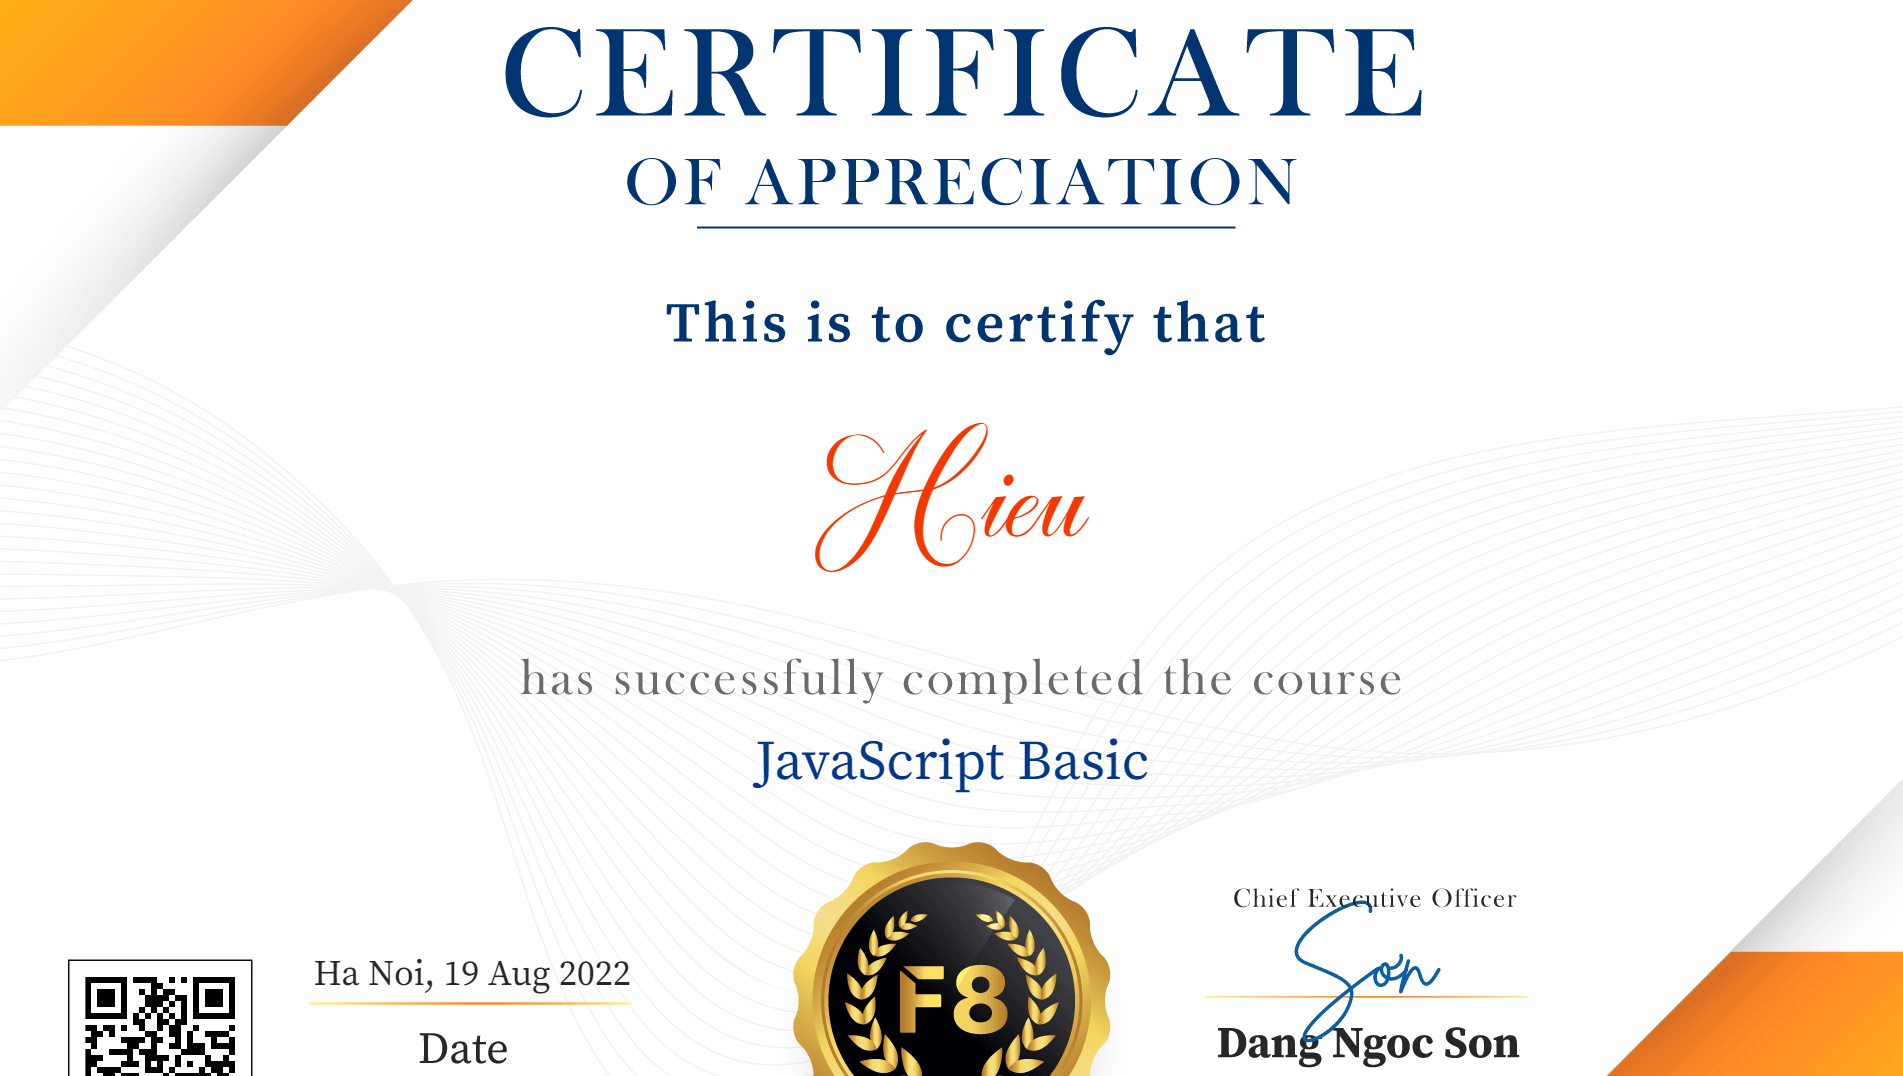 CERTIFICATE
OF APPRECIATION
This is to certify that
Hieu
has successfully completed the course
JavaScript Basic
Ha Noi, 19 Aug 2022
Date
F8
Chief Executive Officer
Son
Dang Ngoc Son